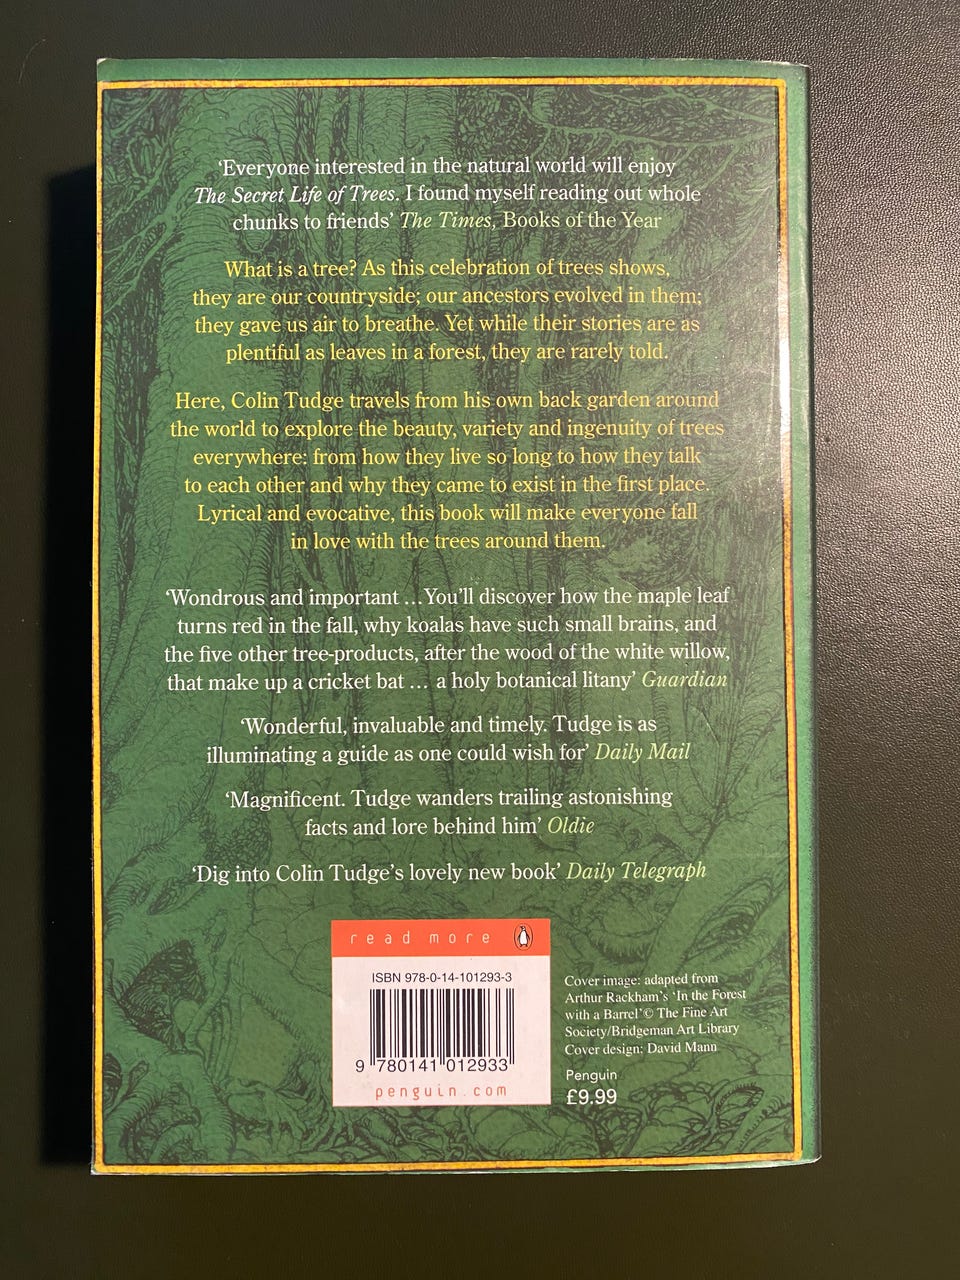 ‘Everyone interested in the natural world will enjoy
The Secret Life of Trees. I found myself reading out whole
chunks to friends’ The Times, Books of the Year
What is a tree? As this celebration of trees shows,
they are our countryside; our ancestors evolved in them;
they gave us air to breathe. Yet while their stories are as
plentiful as leaves in a forest, they are rarely told.
Here, Colin Tudge travels from his own back garden around
the world to explore the beauty, variety and ingenuity of trees
everywhere: from how they live so long to how they talk
to each other and why they came to exist in the first place.
Lyrical and evocative, this book will make everyone fall
in love with the trees around them.
‘Wondrous and important ... You’ll discover how the maple leaf
turns red in the fall, why koalas have such small brains, and
the five other tree-products, after the wood of the white willow,
that make up a cricket bat ... a holy botanical litany’ Guardian
‘Wonderful, invaluable and timely. Tudge is as
illuminating a guide as one could wish for’ Daily Mail
‘Magnificent. Tudge wanders trailing astonishing
facts and lore behind him’ Oldie
‘Dig into Colin Tudge’s lovely new book’ Daily Telegraph
read more
ISBN 978-0-14-101293-3
9 780141 012933
penguin.com
Cover image: adapted from
Arthur Rackham’s ‘In the Forest
with a Barrel’ © The Fine Art
Society/Bridgeman Art Library
Cover design: David Mann
Penguin
£9.99